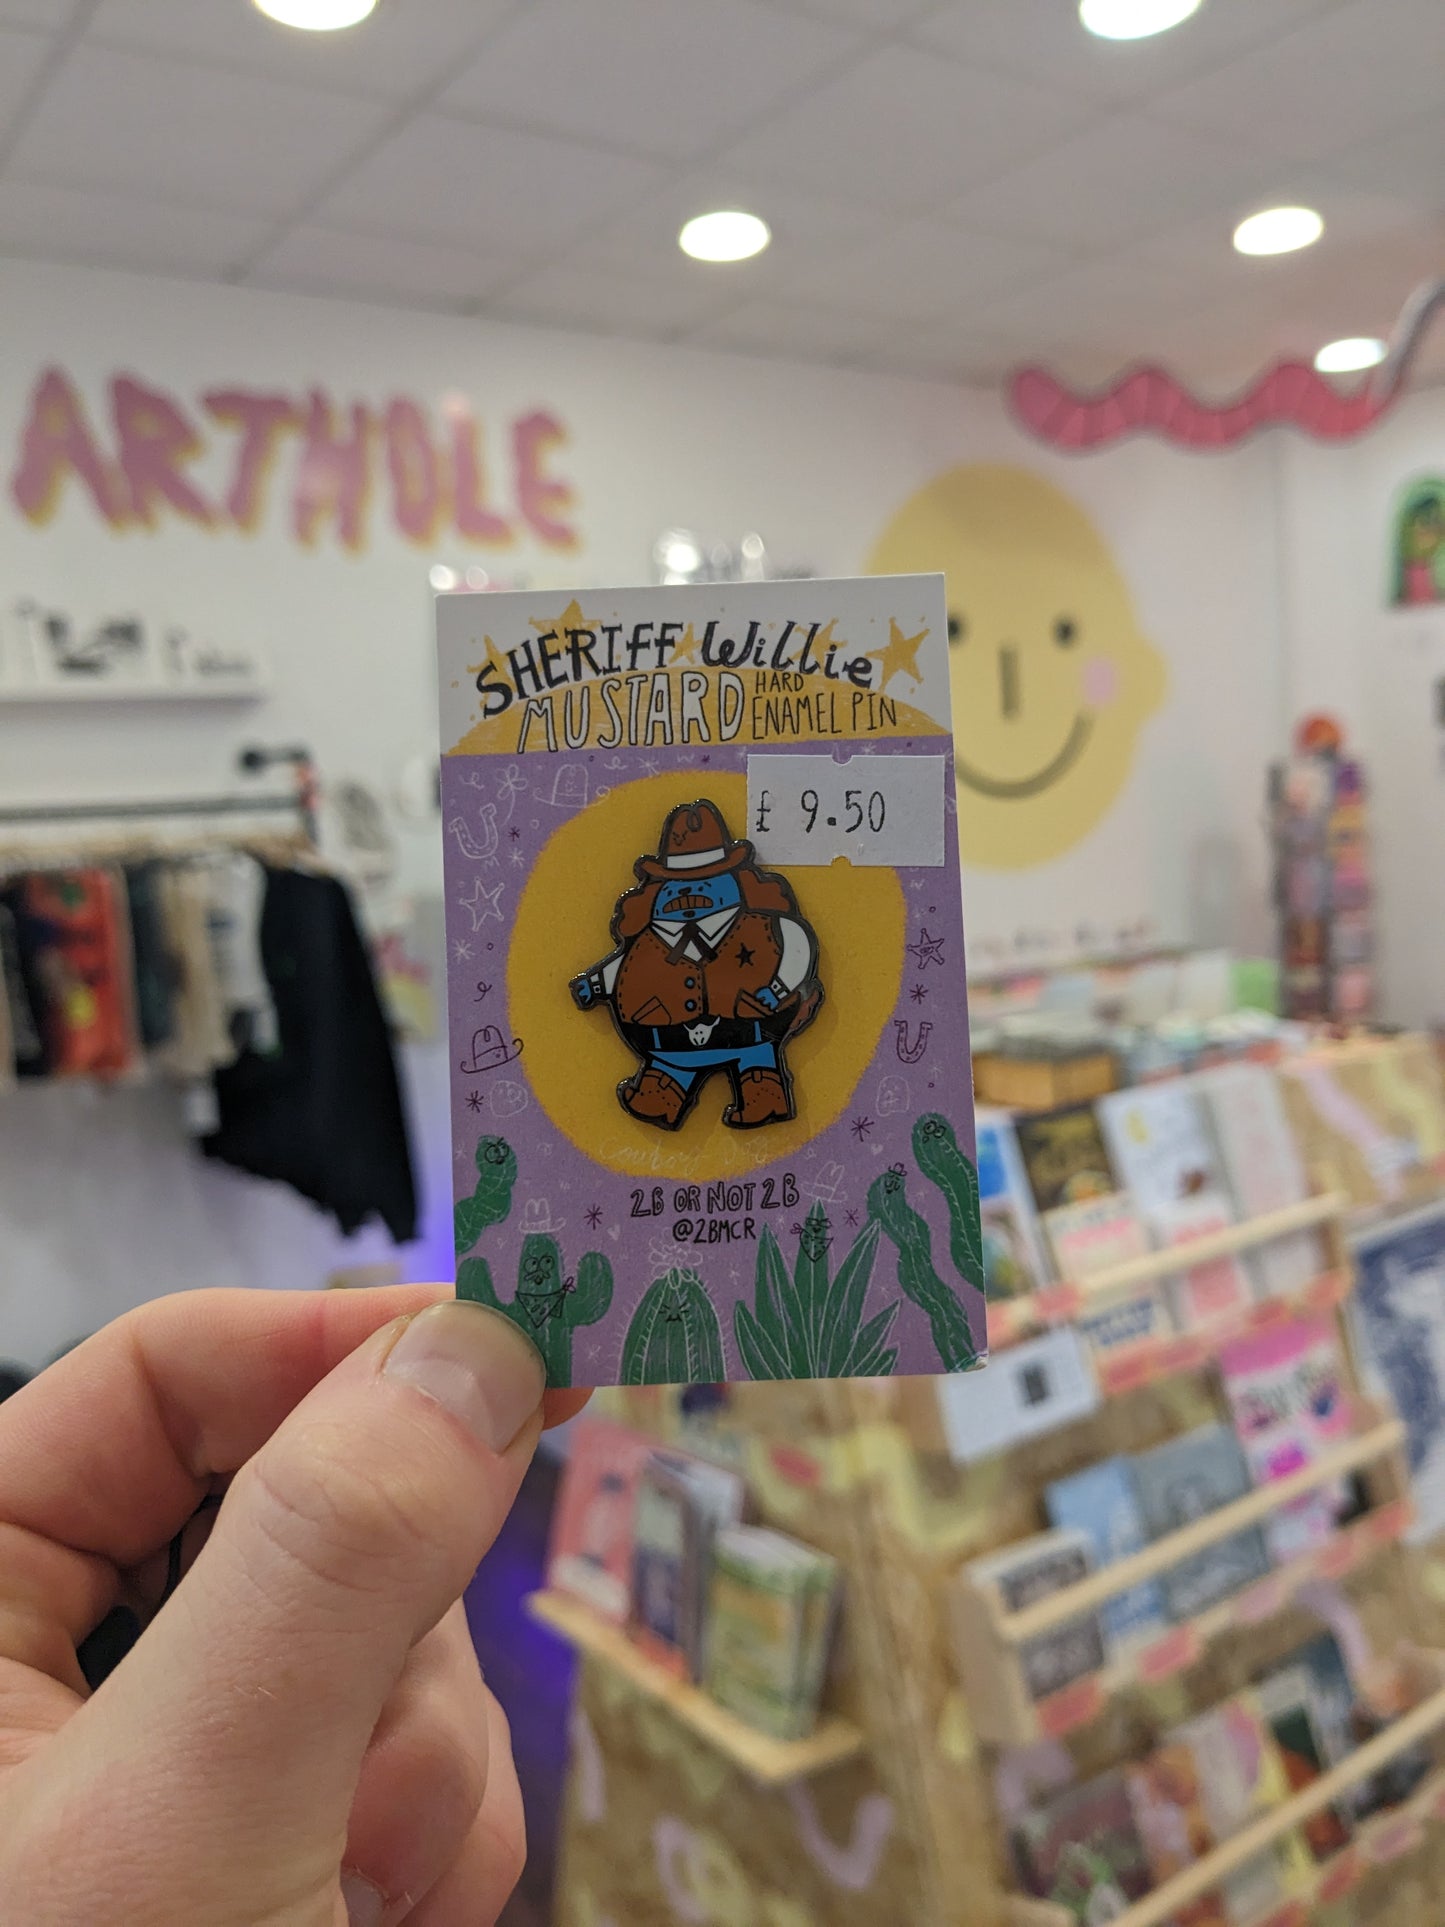 ARTHOLE
SHERIFF Willie
MUSTARD HARD
ENAMEL PIN
£ 9.50
2B OR NOT 2B
@2BMCR